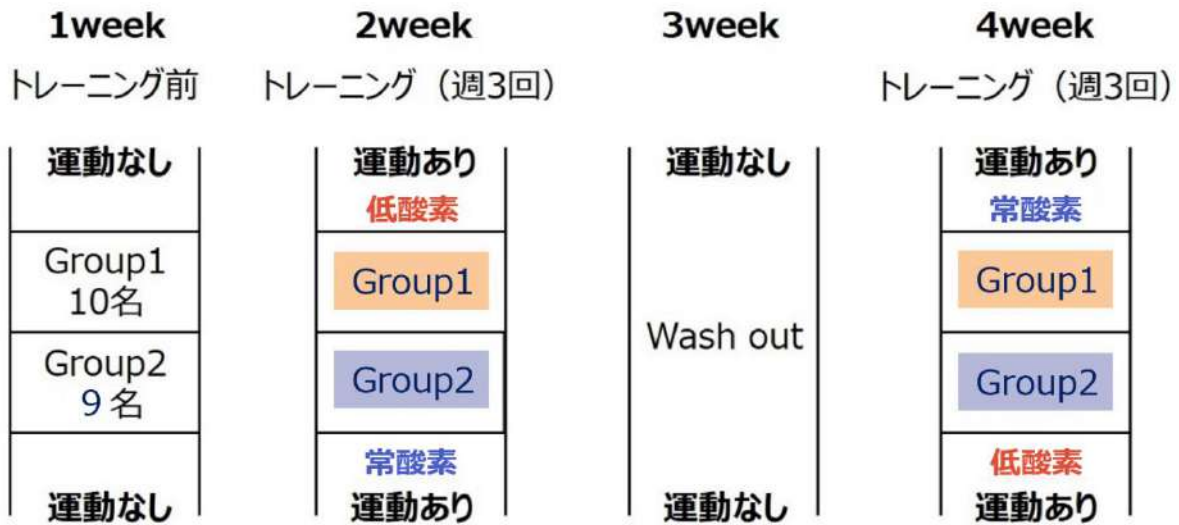 1week
2week
3week
4week
トレーニング前
トレーニング（週3回）
トレーニング（週3回）
運動なし
運動あり
運動なし
運動あり
低酸素
常酸素
Group1
10名
Group1
Group1
Wash out
Group2
9名
Group2
Group2
常酸素
低酸素
運動なし
運動あり
運動なし
運動あり